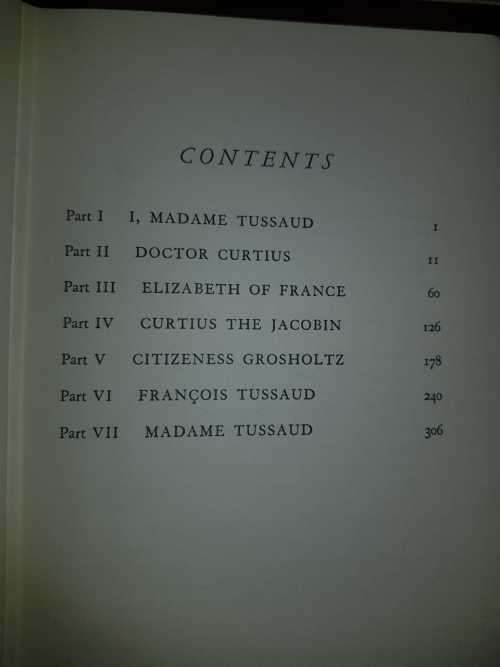 CONTENTS
Part I I, MADAME TUSSAUD 1
Part II DOCTOR CURTIUS 11
Part III ELIZABETH OF FRANCE 60
Part IV CURTIUS THE JACOBIN 126
Part V CITIZENESS GROSHOLTZ 178
Part VI FRANÇOIS TUSSAUD 240
Part VII MADAME TUSSAUD 306